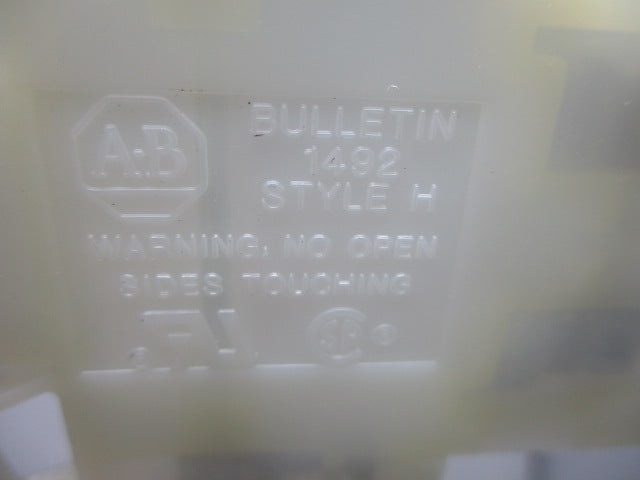 A·B
BULLETIN
1492
STYLE H
WARNING, NO OPEN
SIDES TOUCHING